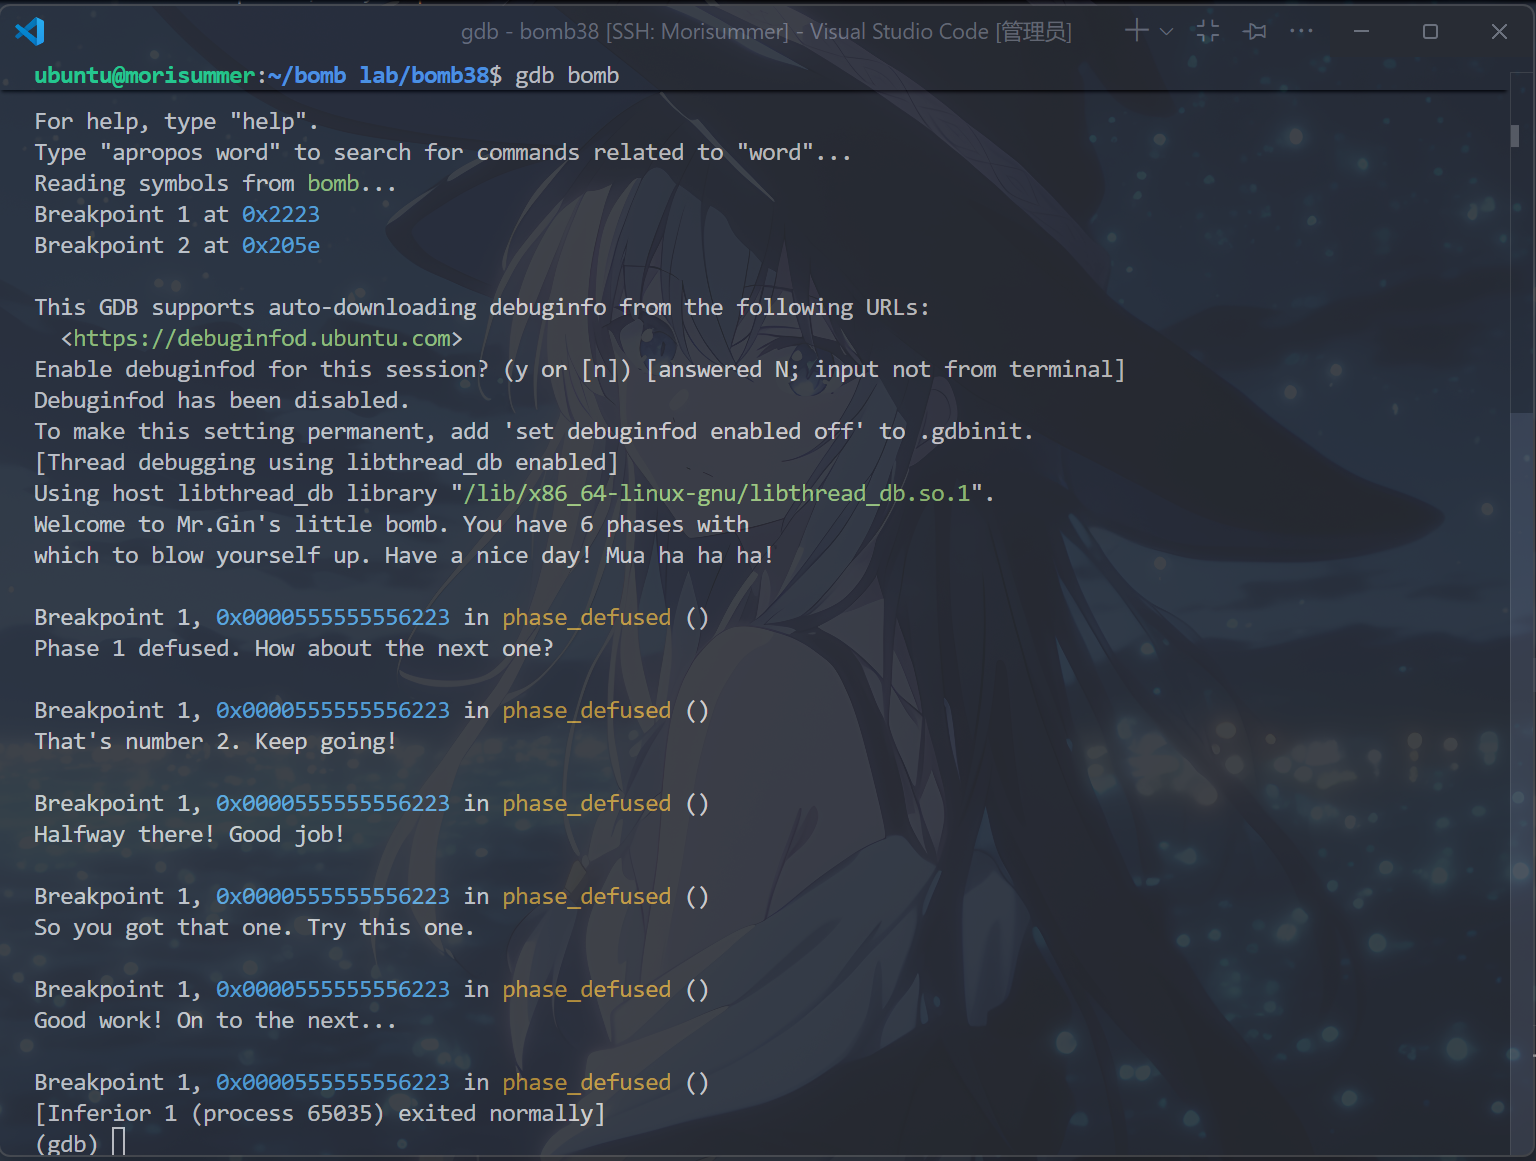 gdb - bomb38 [SSH: Morisummer] - Visual Studio Code [管理员]
ubuntu@morisummer:~/bomb lab/bomb38$ gdb bomb
For help, type "help".
Type "apropos word" to search for commands related to "word"...
Reading symbols from bomb...
Breakpoint 1 at 0x2223
Breakpoint 2 at 0x205e
This GDB supports auto-downloading debuginfo from the following URLs:
<https://debuginfod.ubuntu.com>
Enable debuginfod for this session? (y or [n]) [answered N; input not from terminal]
Debuginfod has been disabled.
To make this setting permanent, add 'set debuginfod enabled off' to .gdbinit.
[Thread debugging using libthread_db enabled]
Using host libthread_db library "/lib/x86_64-linux-gnu/libthread_db.so.1".
Welcome to Mr.Gin's little bomb. You have 6 phases with
which to blow yourself up. Have a nice day! Mua ha ha ha!
Breakpoint 1, 0x0000555555556223 in phase_defused ()
Phase 1 defused. How about the next one?
Breakpoint 1, 0x0000555555556223 in phase_defused ()
That's number 2. Keep going!
Breakpoint 1, 0x0000555555556223 in phase_defused ()
Halfway there! Good job!
Breakpoint 1, 0x0000555555556223 in phase_defused ()
So you got that one. Try this one.
Breakpoint 1, 0x0000555555556223 in phase_defused ()
Good work! On to the next...
Breakpoint 1, 0x0000555555556223 in phase_defused ()
[Inferior 1 (process 65035) exited normally]
(gdb)